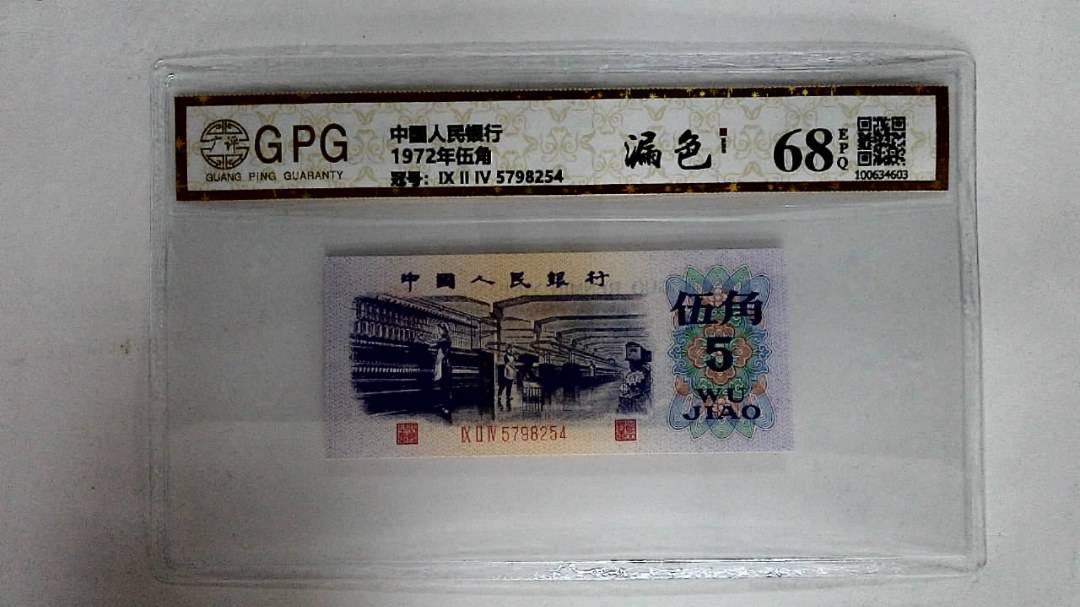 GPG
GUANG PING GUARANTY
中國人民銀行
1972年伍角
冠号：IX II IV 5798254
漏色
68
EPQ
100634603
中國人民銀行
伍角
5
WU
JIAO
IX II IV 5798254